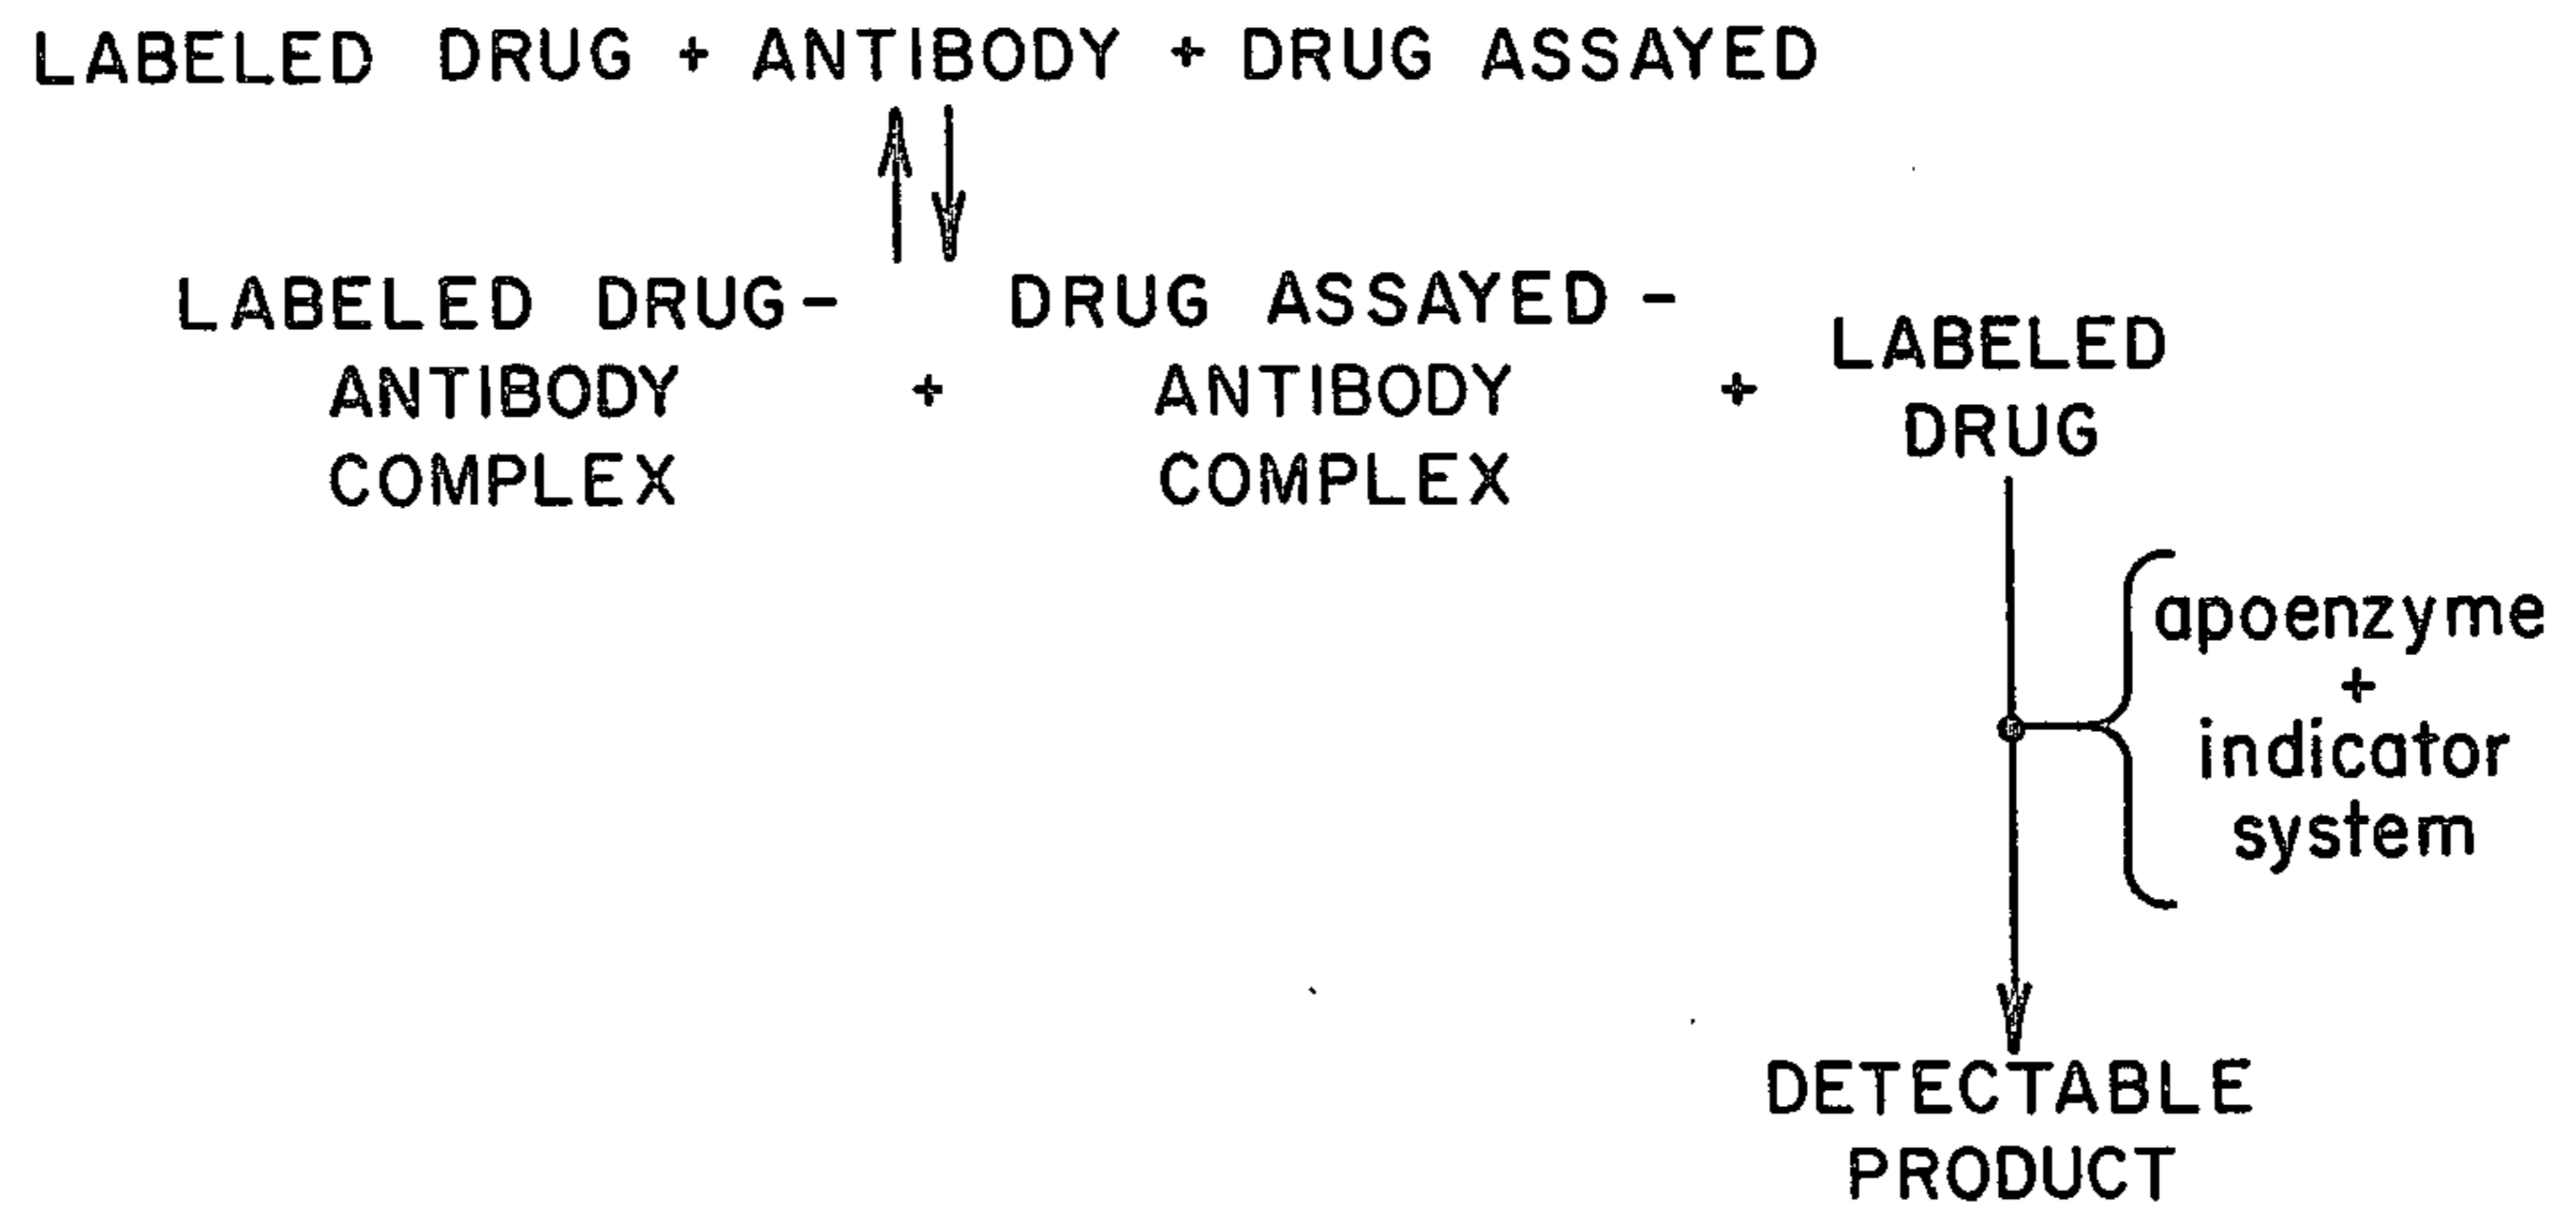 LABELED DRUG + ANTIBODY + DRUG ASSAYED
LABELED DRUG-
ANTIBODY
COMPLEX
+
DRUG ASSAYED -
ANTIBODY
COMPLEX
+
LABELED
DRUG
apoenzyme
+
indicator
system
DETECTABLE
PRODUCT